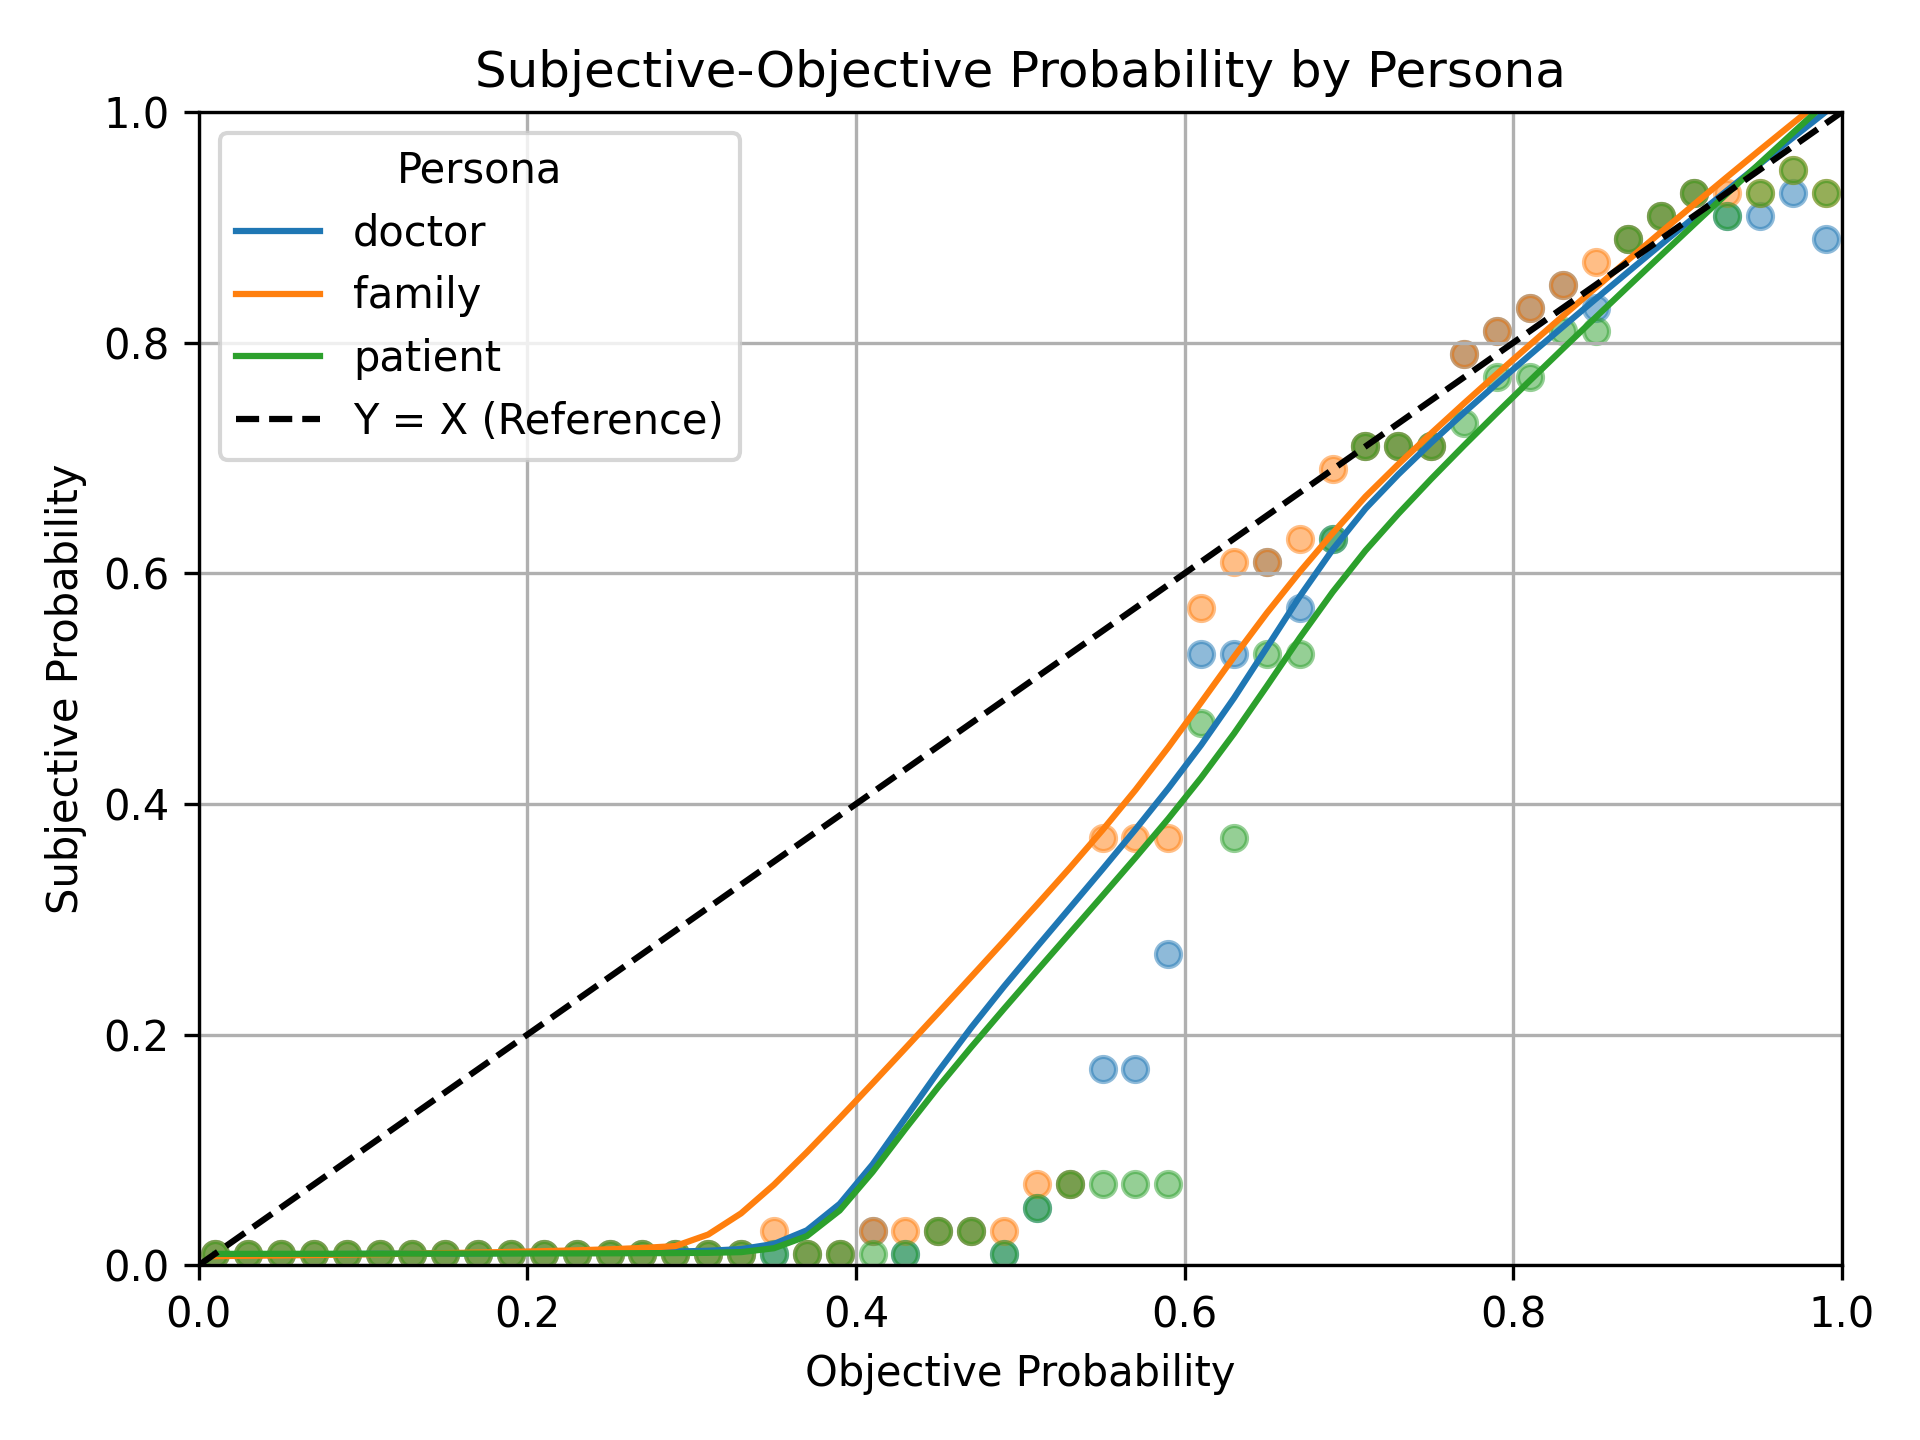 Subjective-Objective Probability by Persona
1.0
0.8
0.6
0.4
0.2
0.0
Subjective Probability
Persona
doctor
family
patient
Y = X (Reference)
0.0 0.2 0.4 0.6 0.8 1.0
Objective Probability